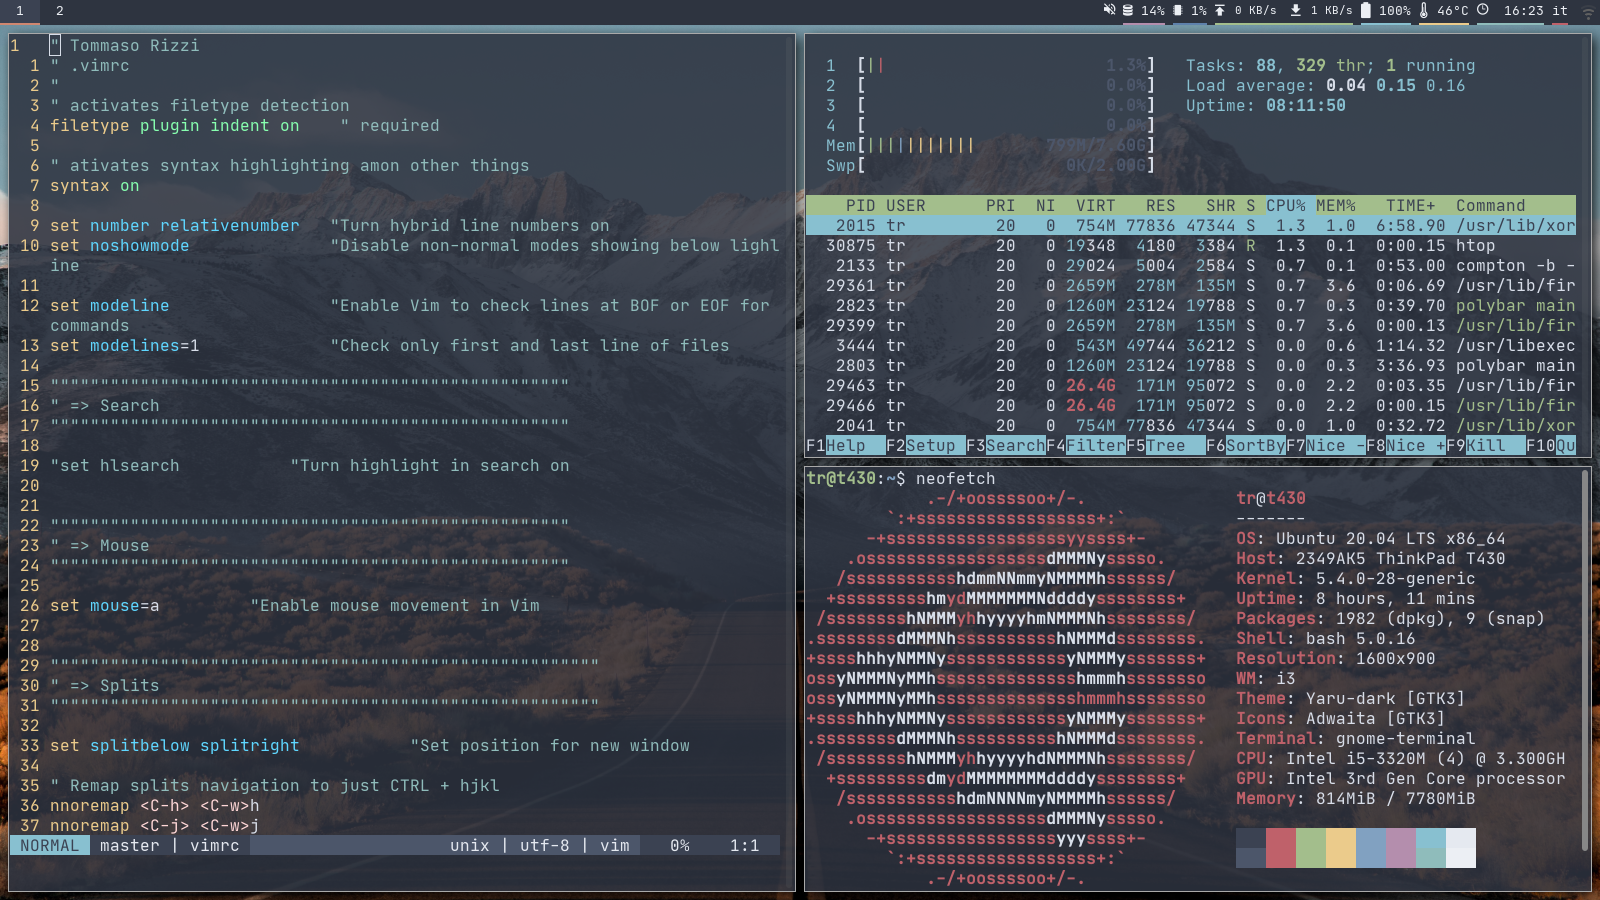 1 2 14% 1% 0 KB/s 1 KB/s 100% 46°C 16:23 it
1 " Tommaso Rizzi
1 " .vimrc
2 "
3 " activates filetype detection
4 filetype plugin indent on " required
5
6 " ativates syntax highlighting amon other things
7 syntax on
8
9 set number relativenumber "Turn hybrid line numbers on
10 set noshowmode "Disable non-normal modes showing below lighl
ine
11
12 set modeline "Enable Vim to check lines at BOF or EOF for
commands
13 set modelines=1 "Check only first and last line of files
14
15 """"""""""""""""""""""""""""""""""""""""""""""""""""
16 " => Search
17 """"""""""""""""""""""""""""""""""""""""""""""""""""
18
19 "set hlsearch "Turn highlight in search on
20
21
22 """"""""""""""""""""""""""""""""""""""""""""""""""""
23 " => Mouse
24 """"""""""""""""""""""""""""""""""""""""""""""""""""
25
26 set mouse=a "Enable mouse movement in Vim
27
28
29 """""""""""""""""""""""""""""""""""""""""""""""""""""""
30 " => Splits
31 """""""""""""""""""""""""""""""""""""""""""""""""""""""
32
33 set splitbelow splitright "Set position for new window
34
35 " Remap splits navigation to just CTRL + hjkl
36 nnoremap <C-h> <C-w>h
37 nnoremap <C-j> <C-w>j
NORMAL master | vimrc unix | utf-8 | vim 0% 1:1
1 [|| 1.3%] Tasks: 88, 329 thr; 1 running
2 [ 0.0%] Load average: 0.04 0.15 0.16
3 [ 0.0%] Uptime: 08:11:50
4 [ 0.0%]
Mem[||||||||||| 799M/7.60G]
Swp[ 0K/2.00G]
PID USER PRI NI VIRT RES SHR S CPU% MEM% TIME+ Command
2015 tr 20 0 754M 77836 47344 S 1.3 1.0 6:58.90 /usr/lib/xor
30875 tr 20 0 19348 4180 3384 R 1.3 0.1 0:00.15 htop
2133 tr 20 0 29024 5004 2584 S 0.7 0.1 0:53.00 compton -b -
29361 tr 20 0 2659M 278M 135M S 0.7 3.6 0:06.69 /usr/lib/fir
2823 tr 20 0 1260M 23124 19788 S 0.7 0.3 0:39.70 polybar main
29399 tr 20 0 2659M 278M 135M S 0.7 3.6 0:00.13 /usr/lib/fir
3444 tr 20 0 543M 49744 36212 S 0.0 0.6 1:14.32 /usr/libexec
2803 tr 20 0 1260M 23124 19788 S 0.0 0.3 3:36.93 polybar main
29463 tr 20 0 26.4G 171M 95072 S 0.0 2.2 0:03.35 /usr/lib/fir
29466 tr 20 0 26.4G 171M 95072 S 0.0 2.2 0:00.15 /usr/lib/fir
2041 tr 20 0 754M 77836 47344 S 0.0 1.0 0:32.72 /usr/lib/xor
F1Help F2Setup F3SearchF4FilterF5Tree F6SortByF7Nice -F8Nice +F9Kill F10Qu
tr@t430:~$ neofetch
.-/+oossssoo+/-.
`:+ssssssssssssssssss+:`
-+ssssssssssssssssssyyssss+-
.ossssssssssssssssssdMMMNysssso.
/ssssssssssshdmmNNmmyNMMMMhssssss/
+ssssssssshmydMMMMMMMNddddyssssssss+
/sssssssshNMMMyhhyyyyhmNMMMNhssssssss/
.ssssssssdMMMNhsssssssssshNMMMdssssssss.
+sssshhhyNMMNyssssssssssssyNMMMysssssss+
ossyNMMMNyMMhsssssssssssssshmmmhssssssso
ossyNMMMNyMMhsssssssssssssshmmmhssssssso
+sssshhhyNMMNyssssssssssssyNMMMysssssss+
.ssssssssdMMMNhsssssssssshNMMMdssssssss.
/sssssssshNMMMyhhyyyyhdNMMMNhssssssss/
+sssssssssdmydMMMMMMMMddddyssssssss+
/ssssssssssshdmNNNNmyNMMMMhssssss/
.ossssssssssssssssssdMMMNysssso.
-+sssssssssssssssssyyyssss+-
`:+ssssssssssssssssss+:`
.-/+oossssoo+/-.
tr@t430
-------
OS: Ubuntu 20.04 LTS x86_64
Host: 2349AK5 ThinkPad T430
Kernel: 5.4.0-28-generic
Uptime: 8 hours, 11 mins
Packages: 1982 (dpkg), 9 (snap)
Shell: bash 5.0.16
Resolution: 1600x900
WM: i3
Theme: Yaru-dark [GTK3]
Icons: Adwaita [GTK3]
Terminal: gnome-terminal
CPU: Intel i5-3320M (4) @ 3.300GH
GPU: Intel 3rd Gen Core processor
Memory: 814MiB / 7780MiB